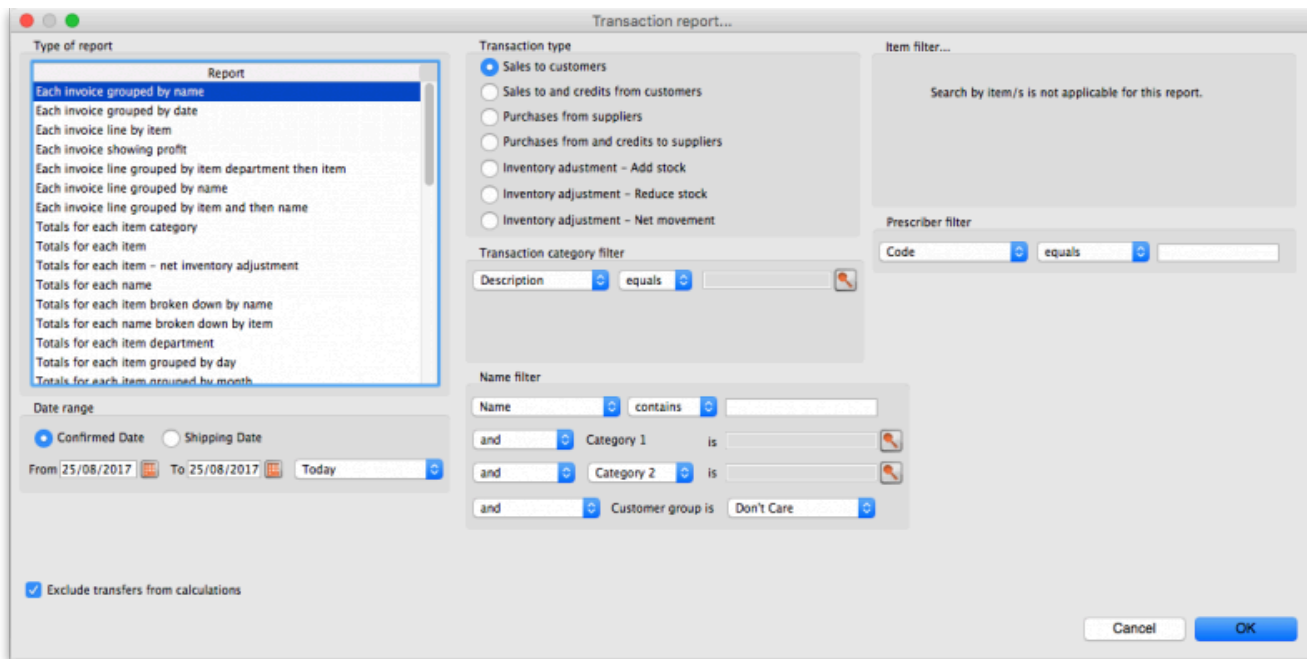 Transaction report...
Type of report
Report
Each invoice grouped by name
Each invoice grouped by date
Each invoice line by item
Each invoice showing profit
Each invoice line grouped by item department then item
Each invoice line grouped by name
Each invoice line grouped by item and then name
Totals for each item category
Totals for each item
Totals for each item – net inventory adjustment
Totals for each name
Totals for each item broken down by name
Totals for each name broken down by item
Totals for each item department
Totals for each item grouped by day
Totals for each item grouped by month
Date range
Confirmed Date Shipping Date
From 25/08/2017 To 25/08/2017 Today
Exclude transfers from calculations
Transaction type
Sales to customers
Sales to and credits from customers
Purchases from suppliers
Purchases from and credits to suppliers
Inventory adustment – Add stock
Inventory adjustment – Reduce stock
Inventory adjustment – Net movement
Transaction category filter
Description equals
Name filter
Name contains
and Category 1 is
and Category 2 is
and Customer group is Don't Care
Item filter...
Search by item/s is not applicable for this report.
Prescriber filter
Code equals
Cancel OK